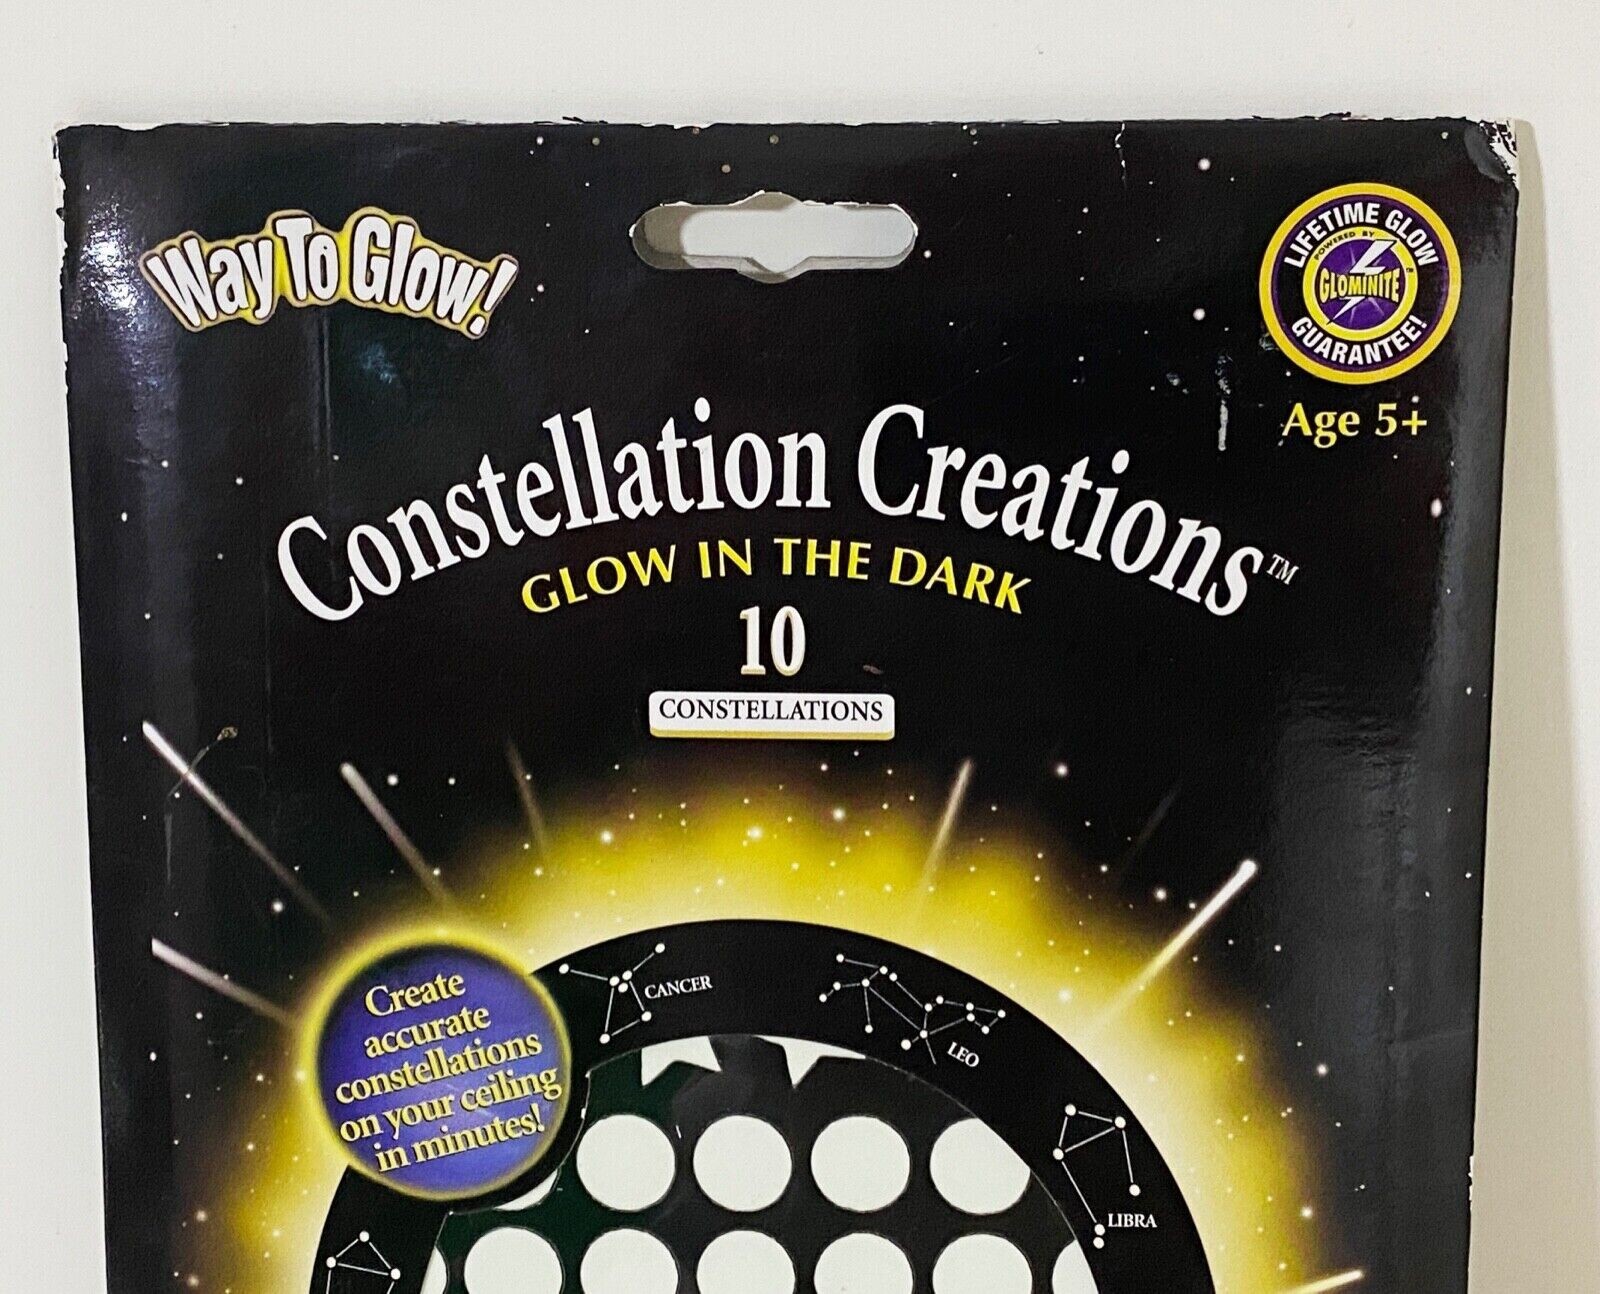 Way To Glow!
LIFETIME GLOW
POWERED BY
GLOMINITE™
GUARANTEE!
Age 5+
Constellation Creations™
GLOW IN THE DARK
10
CONSTELLATIONS
Create
accurate
constellations
on your ceiling
in minutes!
CANCER
LEO
LIBRA